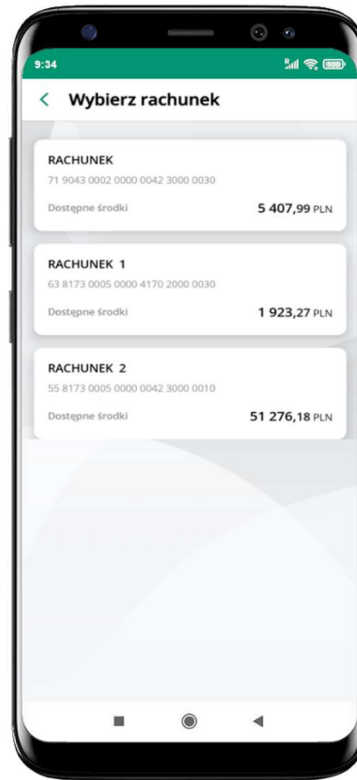 9:34
Wybierz rachunek
RACHUNEK
71 9043 0002 0000 0042 3000 0030
Dostępne środki 5 407,99 PLN
RACHUNEK 1
63 8173 0005 0000 4170 2000 0030
Dostępne środki 1 923,27 PLN
RACHUNEK 2
55 8173 0005 0000 0042 3000 0010
Dostępne środki 51 276,18 PLN